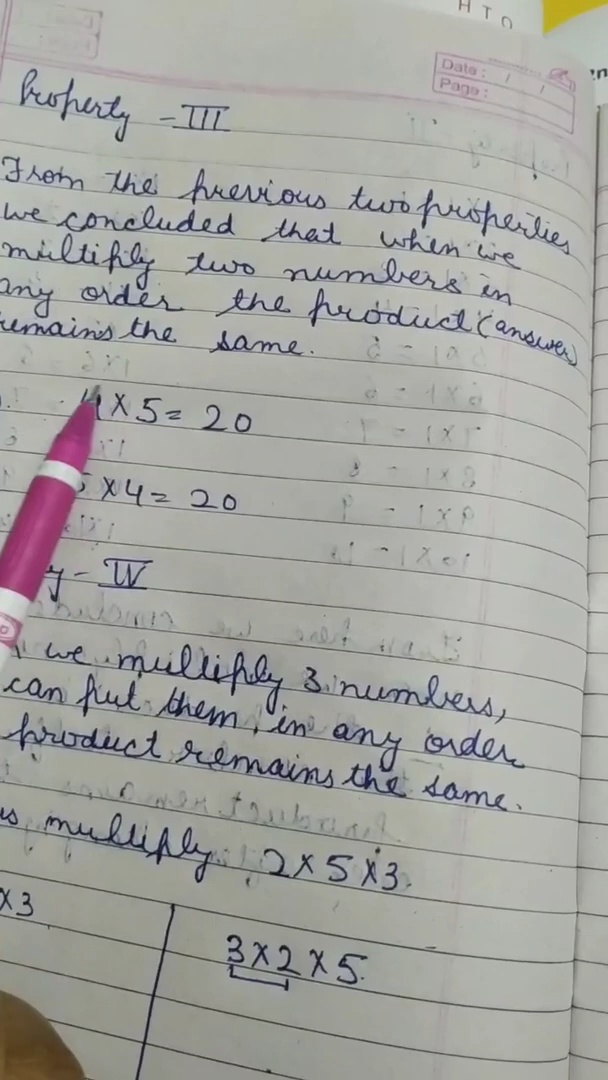 H T O
Date : / /
Page :
Property - III
From the previous two properties
we concluded that when we
multiply two numbers in
any order the product (answer)
remains the same.
4 x 5 = 20
5 x 4 = 20
y - IV
we multiply 3 numbers,
can put them in any order
product remains the same.
us multiply 2 x 5 x 3.
x 3
3 x 2 x 5.